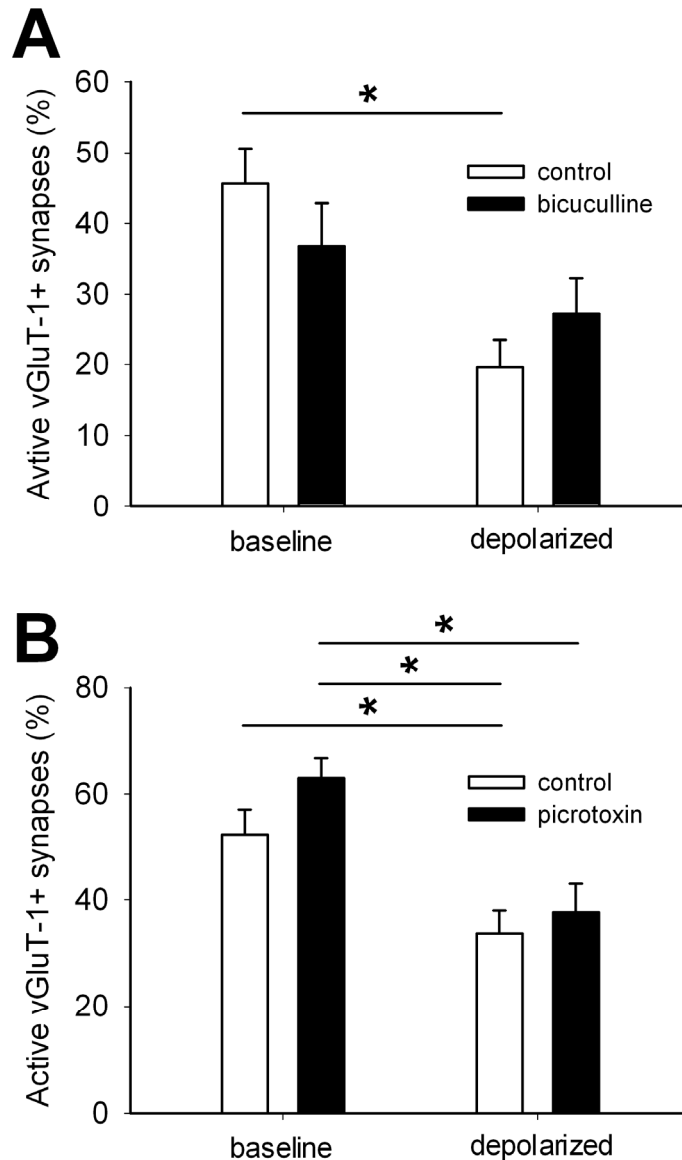 A
Avtive vGluT-1+ synapses (%)
60
50
40
30
20
10
0
*
control
bicuculline
baseline
depolarized
B
Active vGluT-1+ synapses (%)
80
60
40
20
0
*
*
*
control
picrotoxin
baseline
depolarized